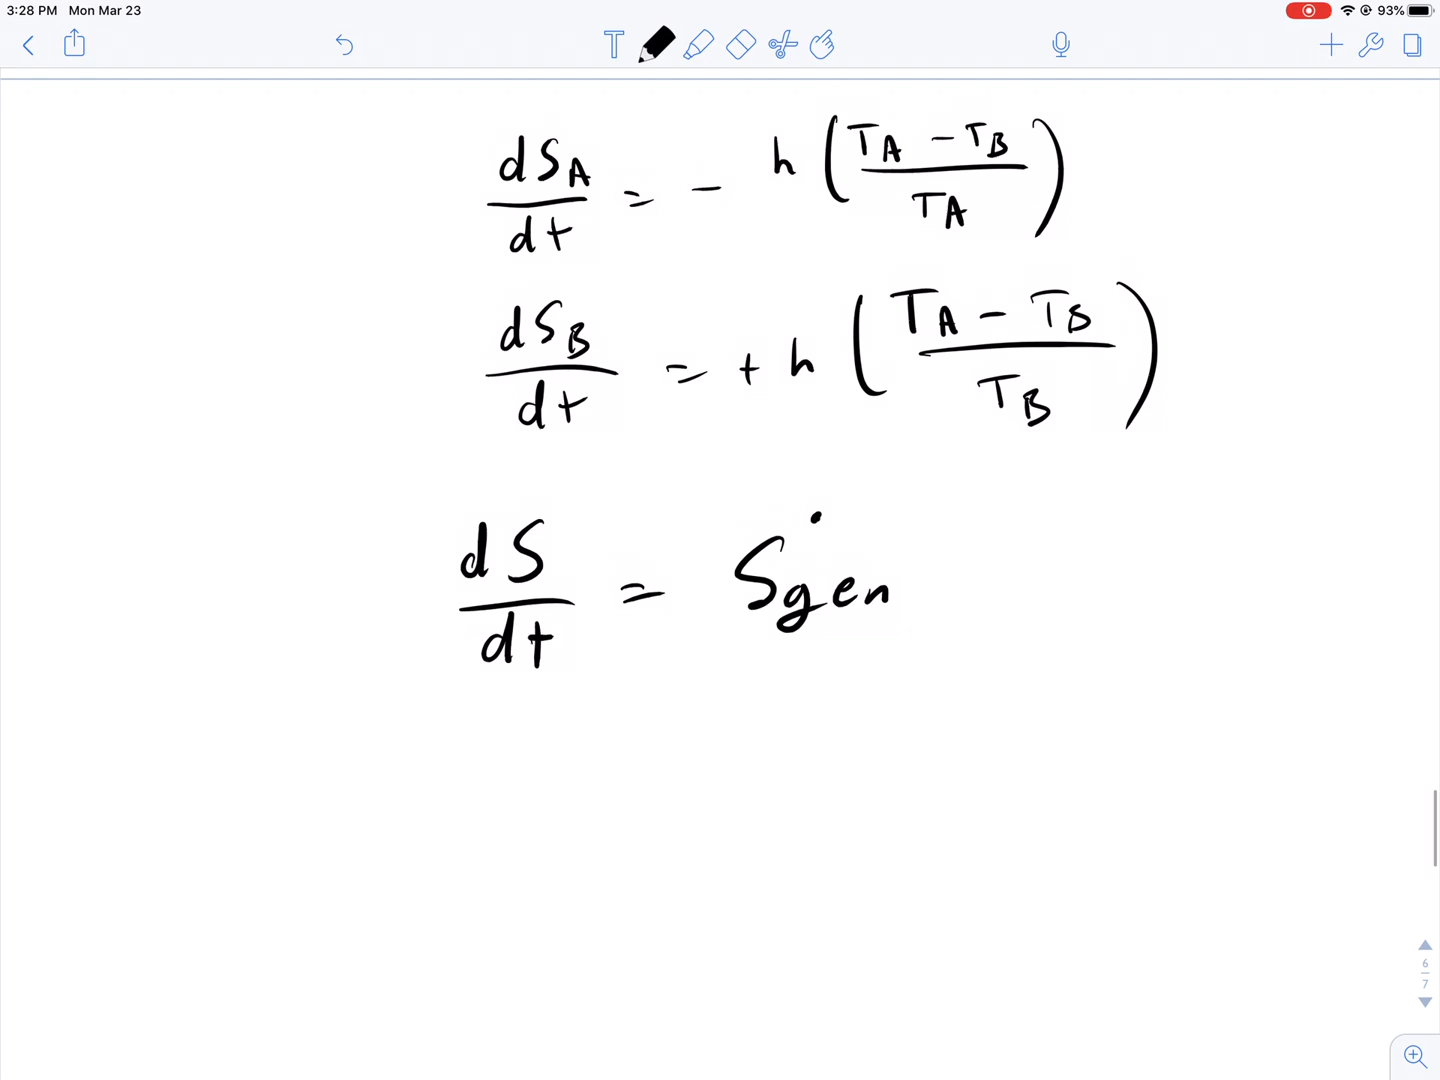 3:28 PM Mon Mar 23 93%
T
dS_A/dt = - h ( (T_A - T_B) / T_A )
dS_B/dt = + h ( (T_A - T_B) / T_B )
dS/dt = Ṡgen
6
7